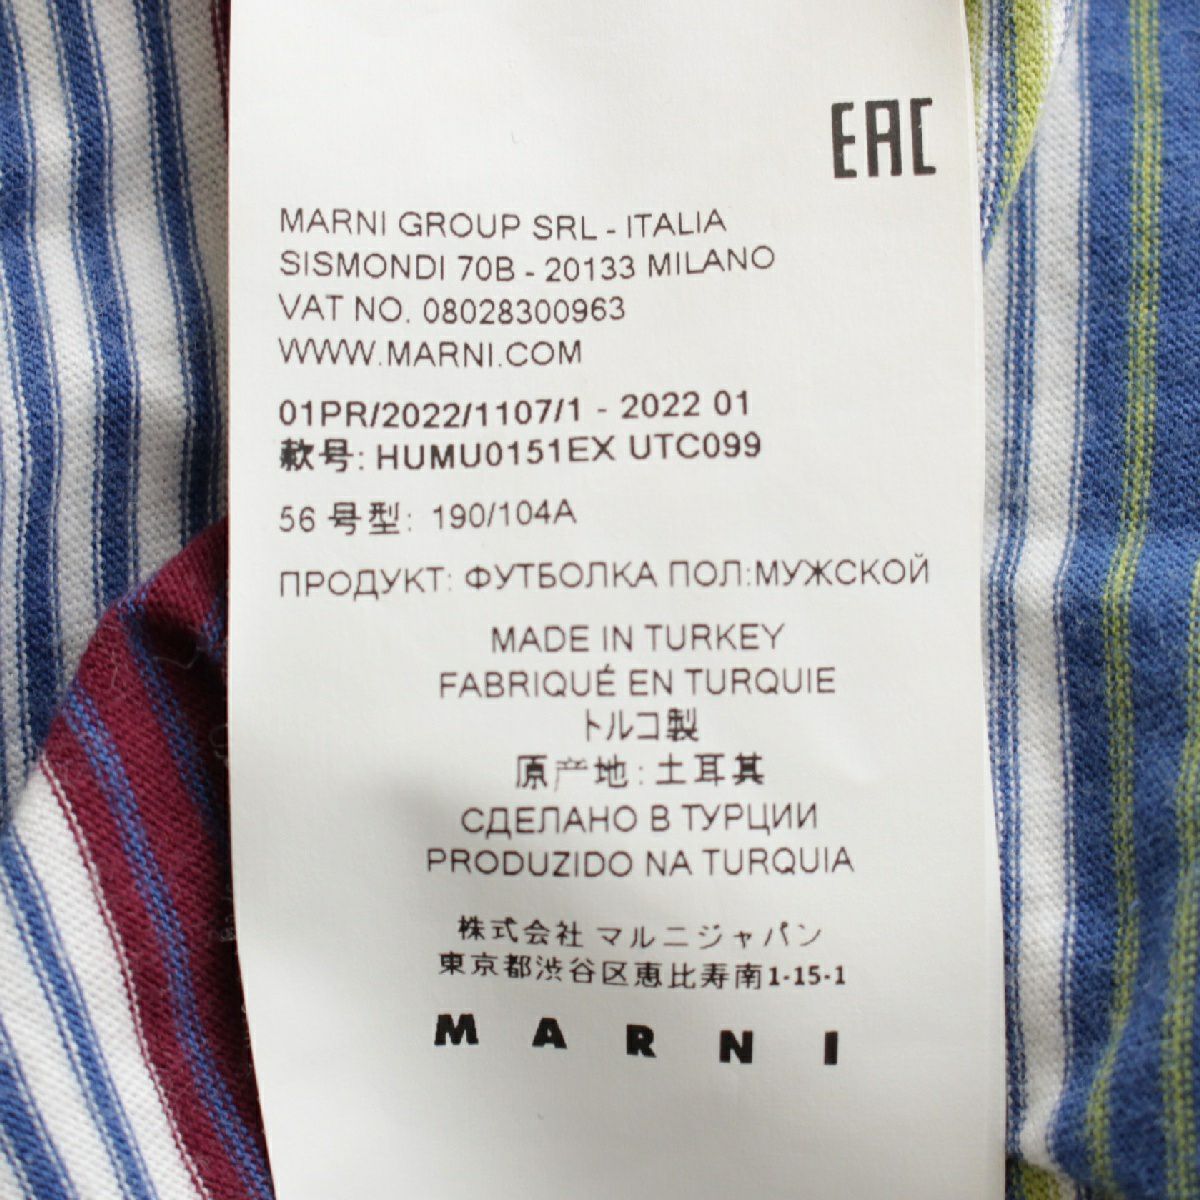 EAC
MARNI GROUP SRL - ITALIA
SISMONDI 70B - 20133 MILANO
VAT NO. 08028300963
WWW.MARNI.COM
01PR/2022/1107/1 - 2022 01
款号: HUMU0151EX UTC099
56 号型: 190/104A
ПРОДУКТ: ФУТБОЛКА ПОЛ:МУЖСКОЙ
MADE IN TURKEY
FABRIQUÉ EN TURQUIE
トルコ製
原产地: 土耳其
СДЕЛАНО В ТУРЦИИ
PRODUZIDO NA TURQUIA
株式会社 マルニジャパン
東京都渋谷区恵比寿南1-15-1
MARNI